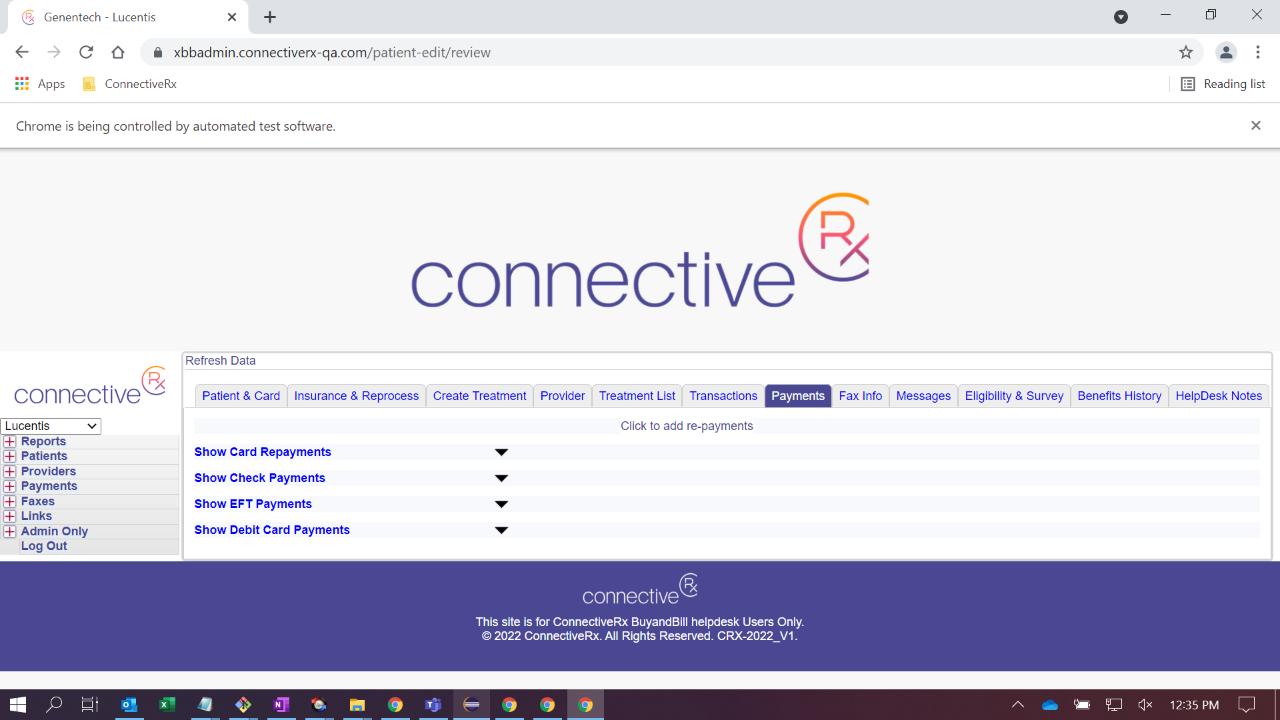 Genentech - Lucentis
xbbadmin.connectiverx-qa.com/patient-edit/review
Apps ConnectiveRx Reading list
Chrome is being controlled by automated test software.
connective Rx
connective Rx
Refresh Data
Patient & Card Insurance & Reprocess Create Treatment Provider Treatment List Transactions Payments Fax Info Messages Eligibility & Survey Benefits History HelpDesk Notes
Lucentis
Reports
Patients
Providers
Payments
Faxes
Links
Admin Only
Log Out
Click to add re-payments
Show Card Repayments
Show Check Payments
Show EFT Payments
Show Debit Card Payments
connective Rx
This site is for ConnectiveRx BuyandBill helpdesk Users Only.
© 2022 ConnectiveRx. All Rights Reserved. CRX-2022_V1.
12:35 PM